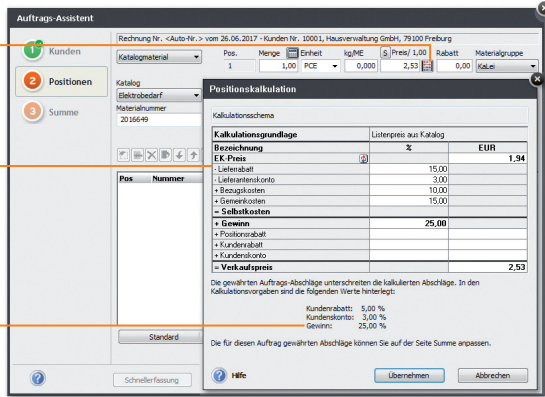 Auftrags-Assistent
Rechnung Nr. <Auto-Nr.> vom 26.06.2017 - Kunden Nr. 10001, Hausverwaltung GmbH, 79100 Freiburg
1 Kunden
2 Positionen
3 Summe
Katalogmaterial
Pos. Menge Einheit kg/ME S Preis/ 1,00 Rabatt Materialgruppe
1 1,00 PCE 0,000 2,53 0,00 KaLei
Katalog
Elektrobedarf
Materialnummer
2016649
Pos Nummer
Standard
Schnellerfassung
Positionskalkulation
Kalkulationsschema
Kalkulationsgrundlage Listenpreis aus Katalog
Bezeichnung % EUR
EK-Preis 1,94
- Lieferrabatt 15,00
- Lieferantenskonto 3,00
+ Bezugskosten 10,00
+ Gemeinkosten 15,00
= Selbstkosten
+ Gewinn 25,00
+ Positionsrabatt
+ Kundenrabatt
+ Kundenskonto
= Verkaufspreis 2,53
Die gewährten Auftrags-Abschläge unterschreiten die kalkulierten Abschläge. In den
Kalkulationsvorgaben sind die folgenden Werte hinterlegt:
Kundenrabatt: 5,00 %
Kundenskonto: 3,00 %
Gewinn: 25,00 %
Die für diesen Auftrag gewährten Abschläge können Sie auf der Seite Summe anpassen.
Hilfe
Übernehmen
Abbrechen